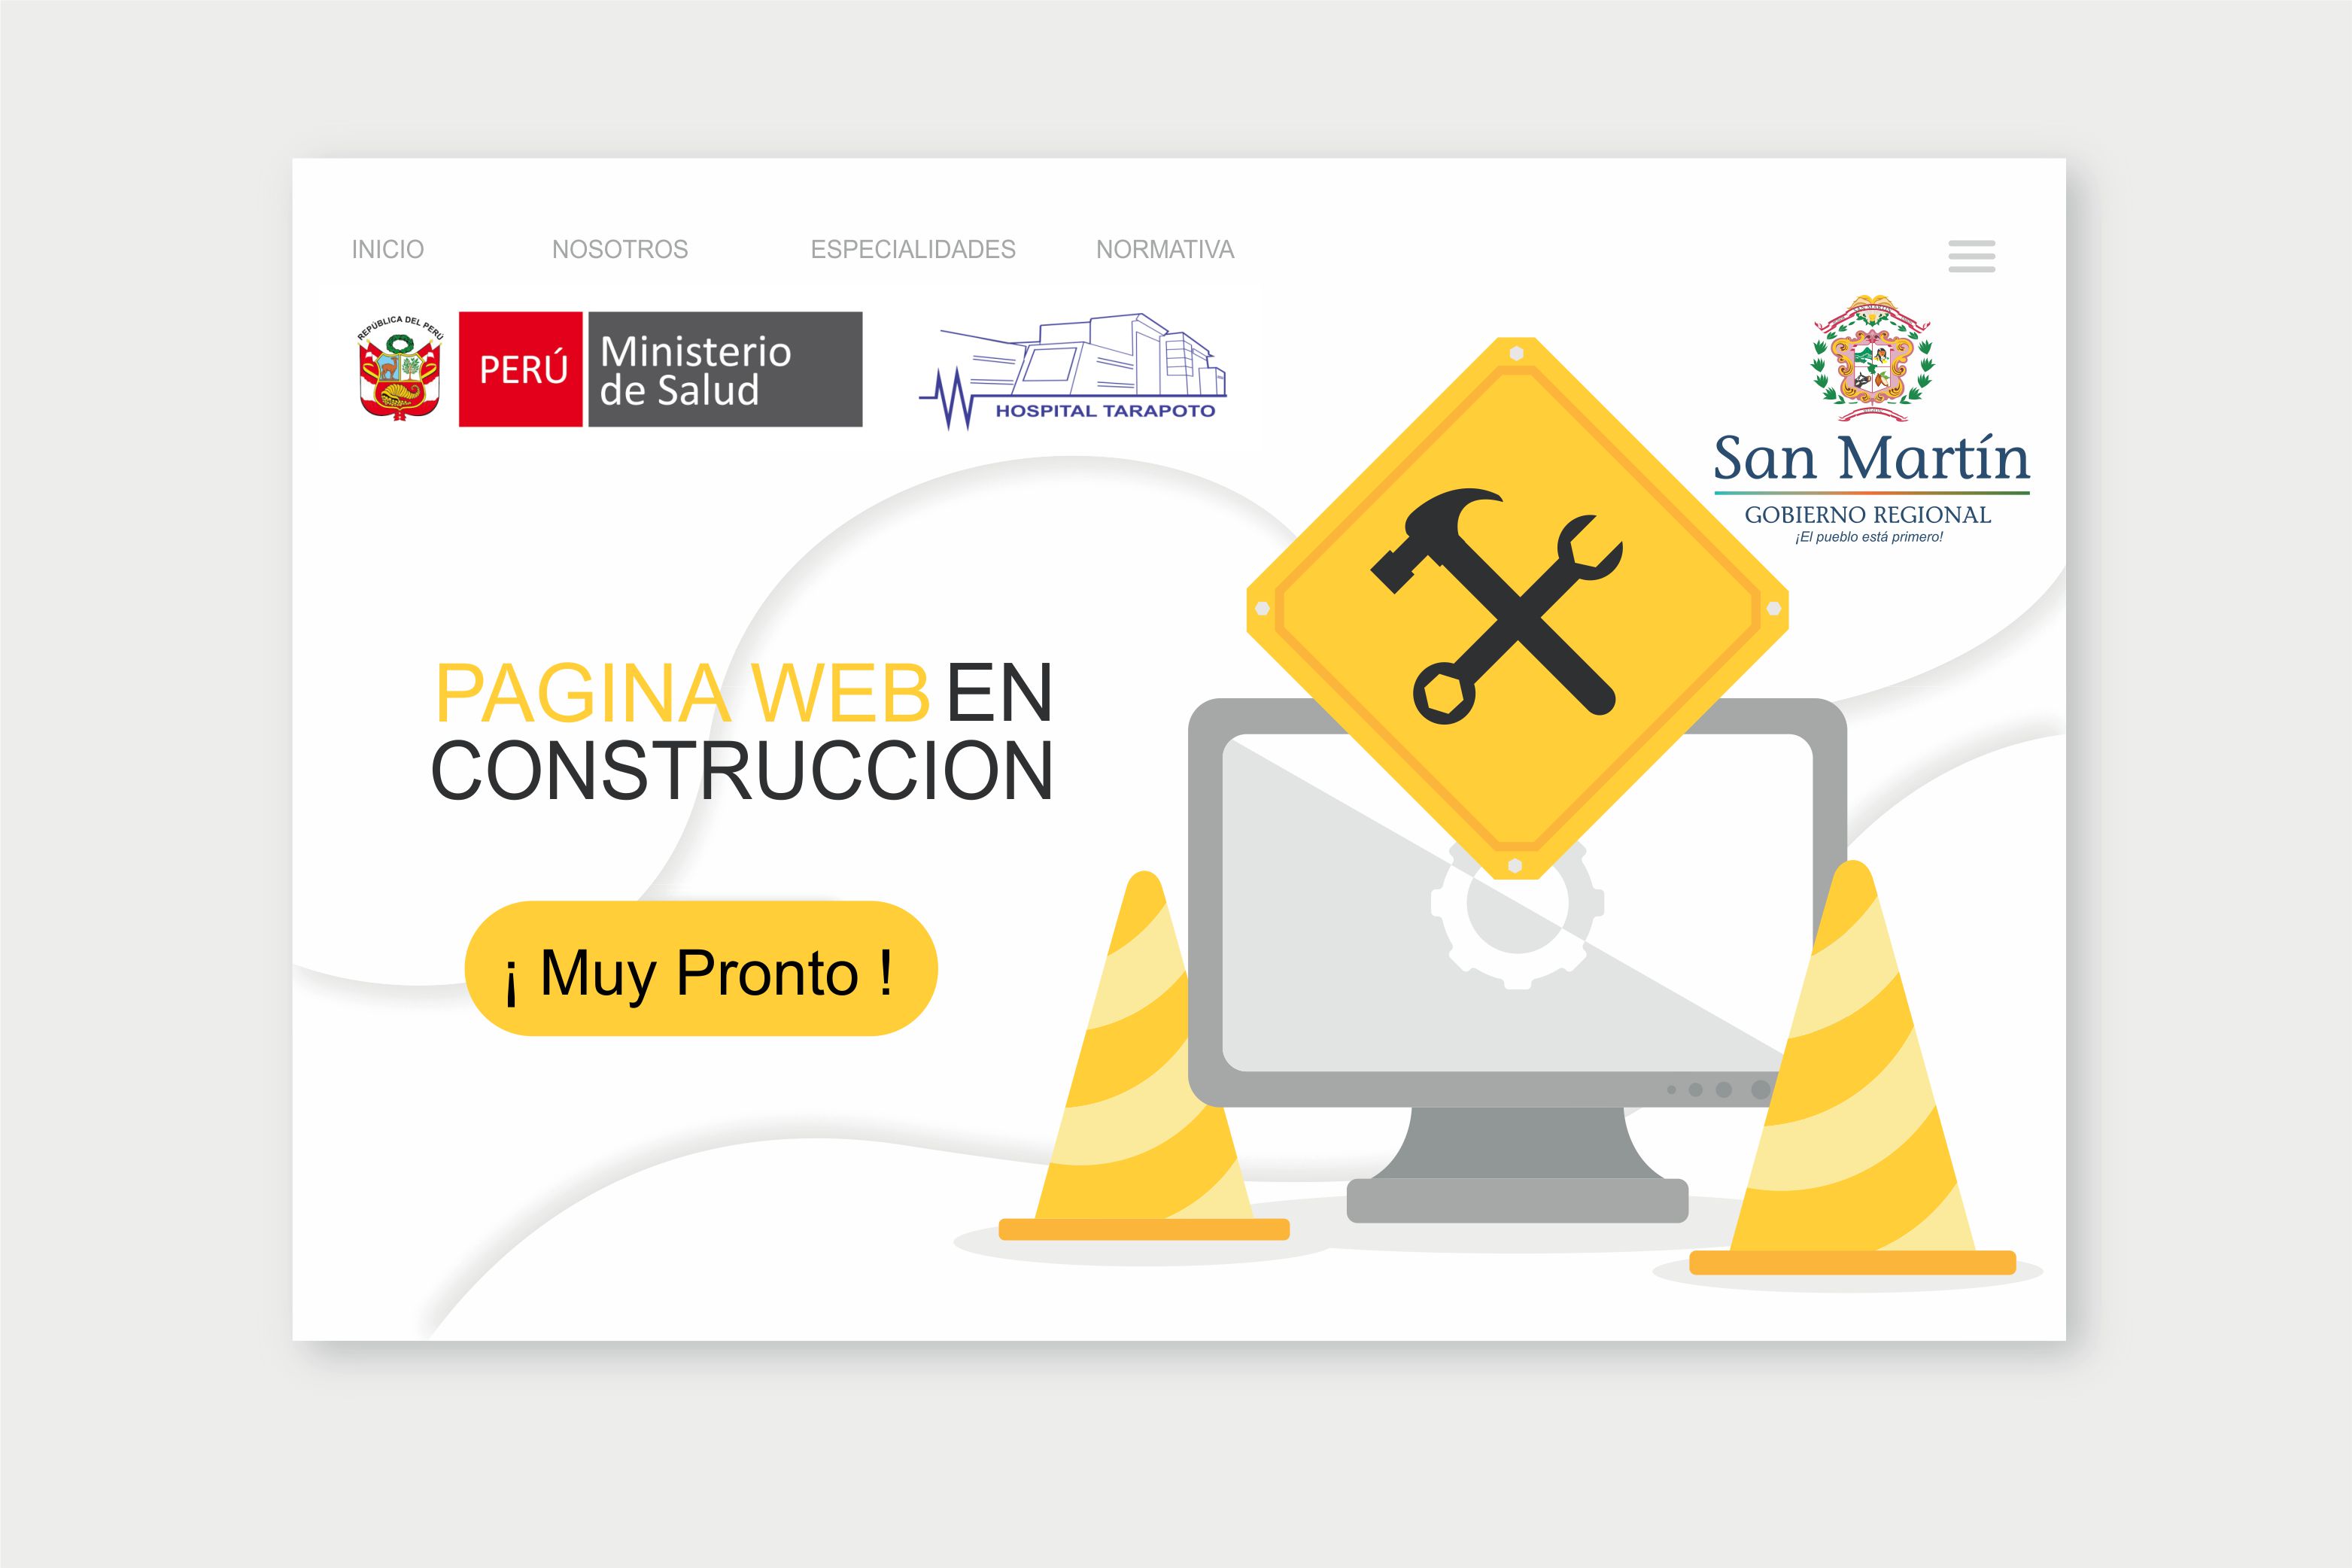 INICIO NOSOTROS ESPECIALIDADES NORMATIVA
REPÚBLICA DEL PERÚ
PERÚ
Ministerio
de Salud
HOSPITAL TARAPOTO
San Martín
GOBIERNO REGIONAL
¡El pueblo está primero!
PAGINA WEB EN
CONSTRUCCION
¡ Muy Pronto !